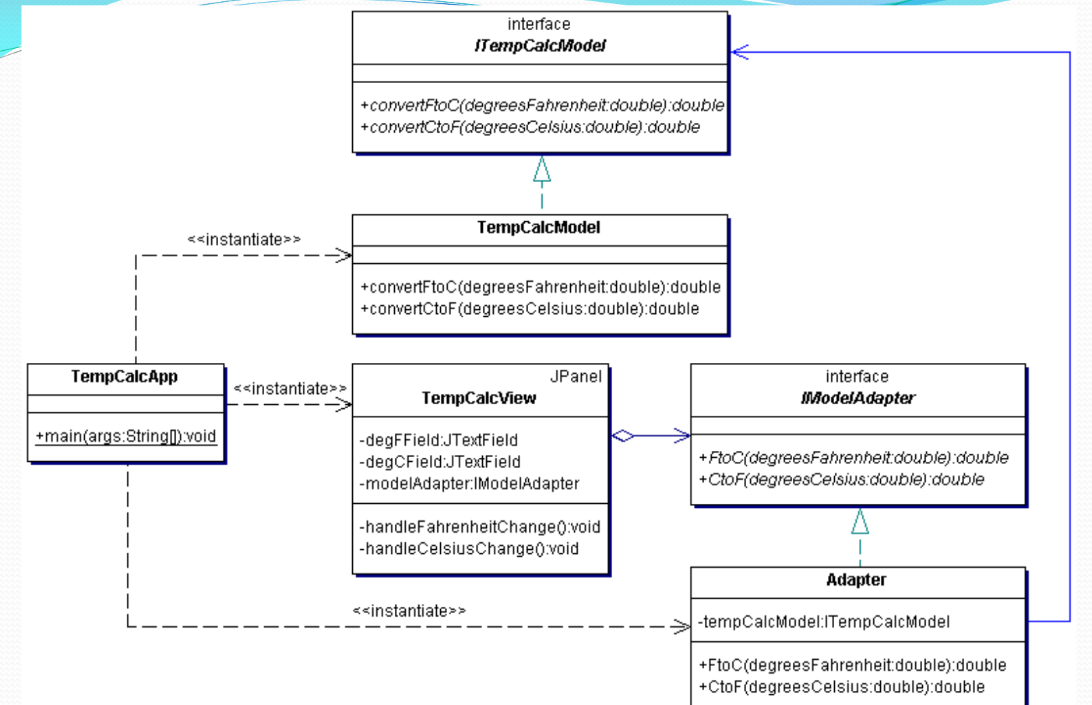 interface
ITempCalcModel
+convertFtoC(degreesFahrenheit:double):double
+convertCtoF(degreesCelsius:double):double
<<instantiate>>
TempCalcModel
+convertFtoC(degreesFahrenheit:double):double
+convertCtoF(degreesCelsius:double):double
TempCalcApp
+main(args:String[]):void
<<instantiate>>
JPanel
TempCalcView
-degFField:JTextField
-degCField:JTextField
-modelAdapter:IModelAdapter
-handleFahrenheitChange():void
-handleCelsiusChange():void
interface
IModelAdapter
+FtoC(degreesFahrenheit:double):double
+CtoF(degreesCelsius:double):double
<<instantiate>>
Adapter
-tempCalcModel:ITempCalcModel
+FtoC(degreesFahrenheit:double):double
+CtoF(degreesCelsius:double):double